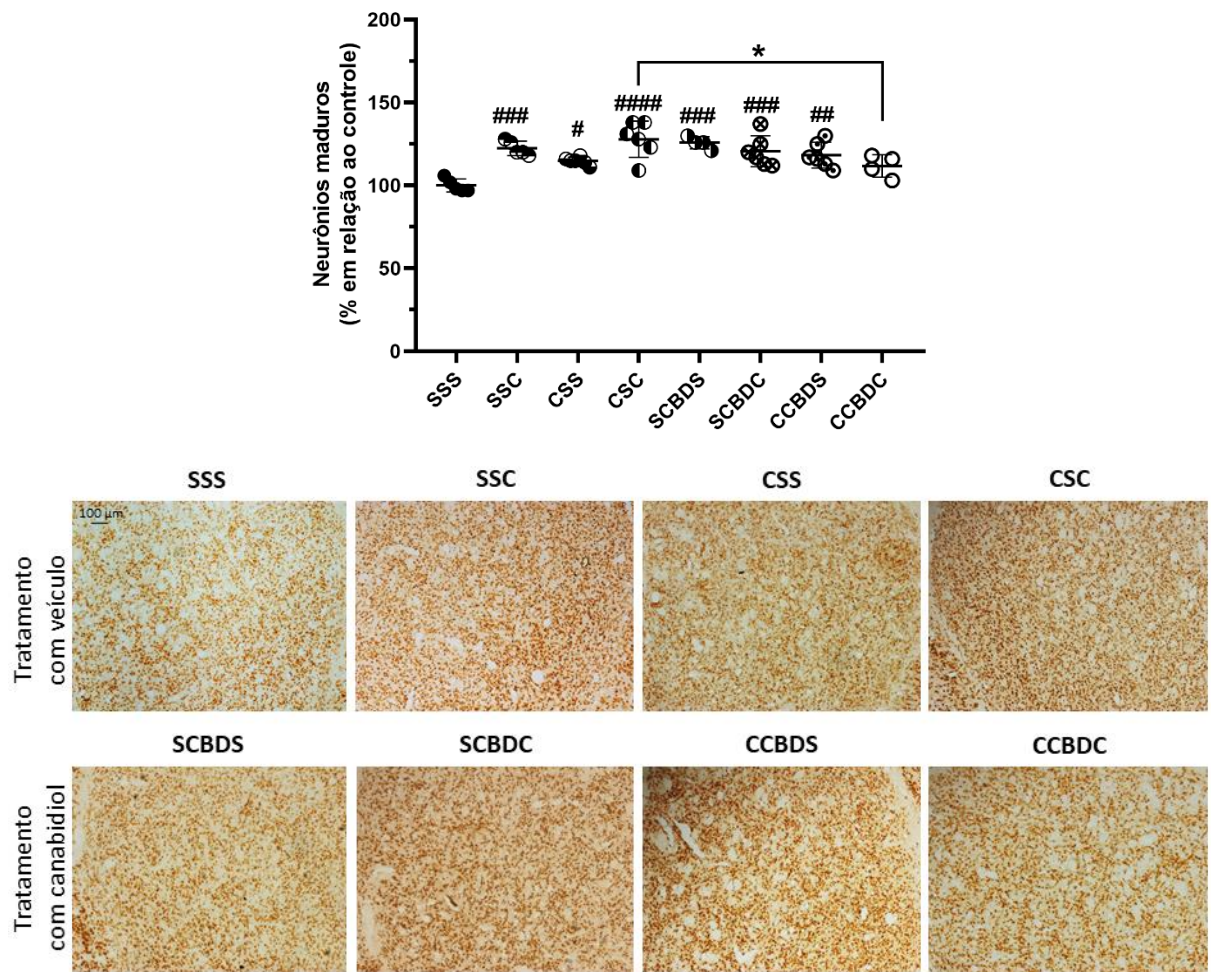 200
150
100
50
0
Neurônios maduros
(% em relação ao controle)
*
###
#
####
###
###
##
SSS
SSC
CSS
CSC
SCBDS
SCBDC
CCBDS
CCBDC
SSS
SSC
CSS
CSC
100 µm
Tratamento
com veículo
SCBDS
SCBDC
CCBDS
CCBDC
Tratamento
com canabidiol